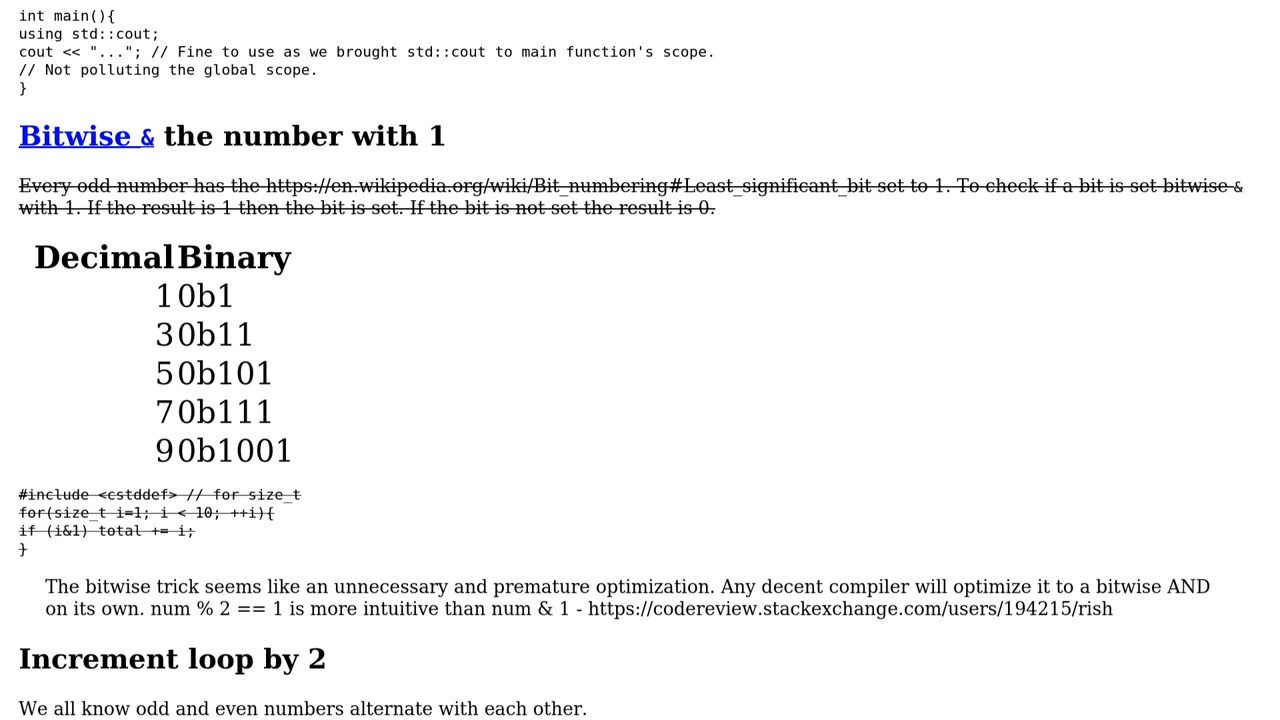 int main(){
using std::cout;
cout << "..."; // Fine to use as we brought std::cout to main function's scope.
// Not polluting the global scope.
}
Bitwise & the number with 1
Every odd number has the https://en.wikipedia.org/wiki/Bit_numbering#Least_significant_bit set to 1. To check if a bit is set bitwise &
with 1. If the result is 1 then the bit is set. If the bit is not set the result is 0.
Decimal Binary
1 0b1
3 0b11
5 0b101
7 0b111
9 0b1001
#include <cstddef> // for size_t
for(size_t i=1; i < 10; ++i){
if (i&1) total += i;
}
The bitwise trick seems like an unnecessary and premature optimization. Any decent compiler will optimize it to a bitwise AND
on its own. num % 2 == 1 is more intuitive than num & 1 - https://codereview.stackexchange.com/users/194215/rish
Increment loop by 2
We all know odd and even numbers alternate with each other.